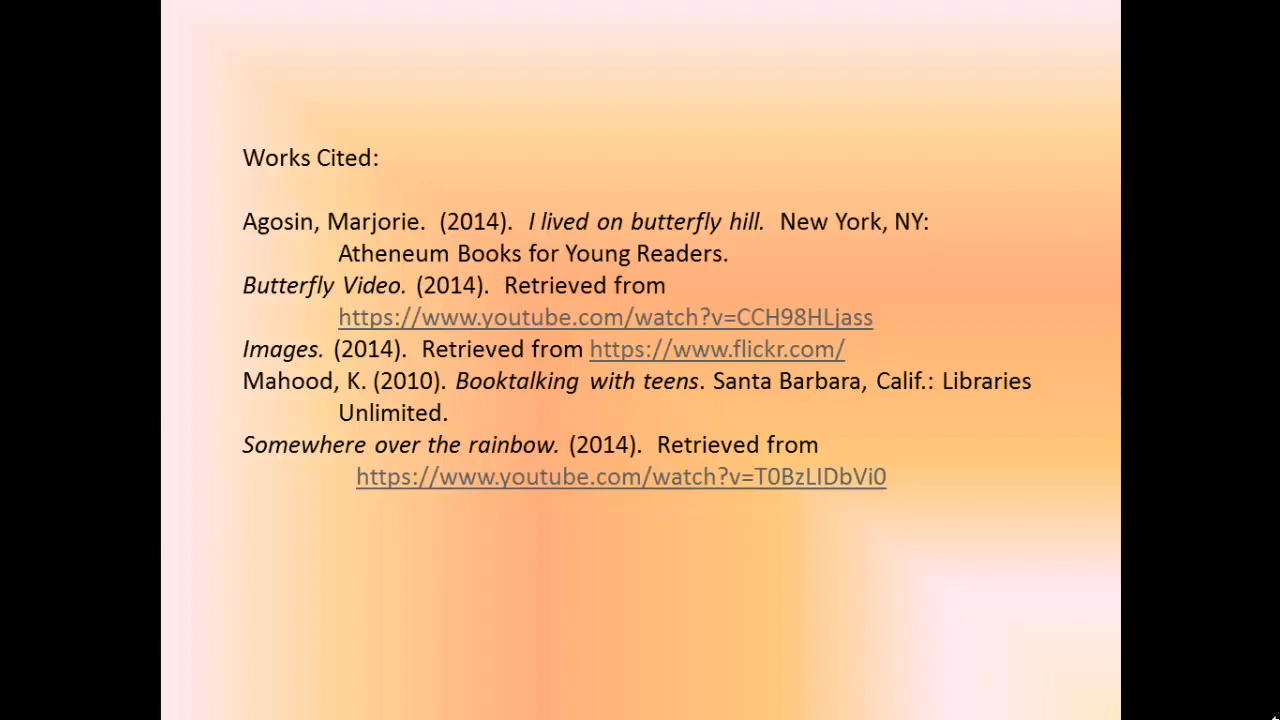 Works Cited:
Agosin, Marjorie. (2014). I lived on butterfly hill. New York, NY:
Atheneum Books for Young Readers.
Butterfly Video. (2014). Retrieved from
https://www.youtube.com/watch?v=CCH98HLjass
Images. (2014). Retrieved from https://www.flickr.com/
Mahood, K. (2010). Booktalking with teens. Santa Barbara, Calif.: Libraries
Unlimited.
Somewhere over the rainbow. (2014). Retrieved from
https://www.youtube.com/watch?v=T0BzLIDbVi0